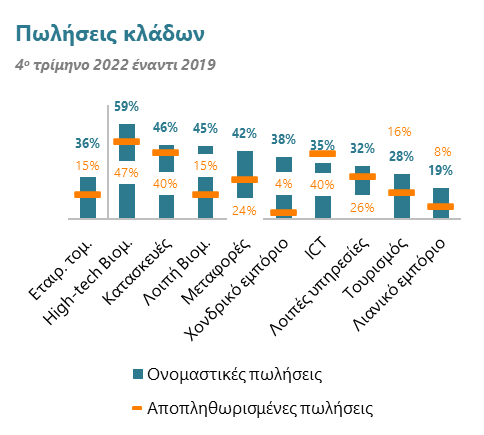 Πωλήσεις κλάδων
4ο τρίμηνο 2022 έναντι 2019
36% 59% 46% 45% 42% 38% 35% 32% 28% 19%
15% 47% 40% 15% 24% 4% 40% 26% 16% 8%
Εταιρ. τομ.
High-tech Βιομ.
Κατασκευές
Λοιπή Βιομ.
Μεταφορές
Χονδρικό εμπόριο
ICT
Λοιπές υπηρεσίες
Τουρισμός
Λιανικό εμπόριο
Ονομαστικές πωλήσεις
Αποπληθωρισμένες πωλήσεις